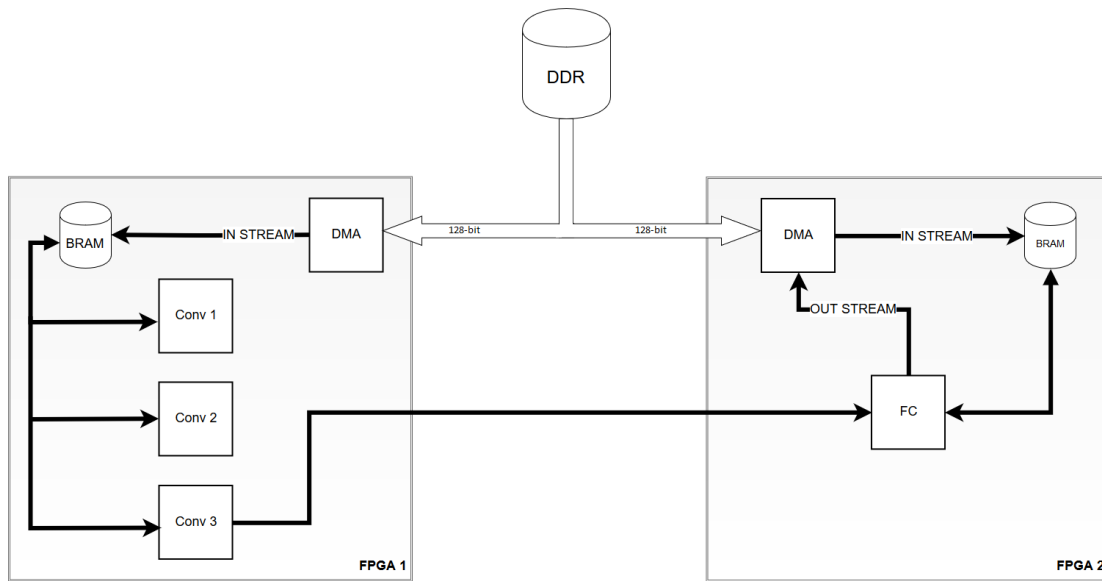 DDR
128-bit
128-bit
BRAM
IN STREAM
DMA
DMA
IN STREAM
BRAM
Conv 1
OUT STREAM
Conv 2
FC
Conv 3
FPGA 1
FPGA 2